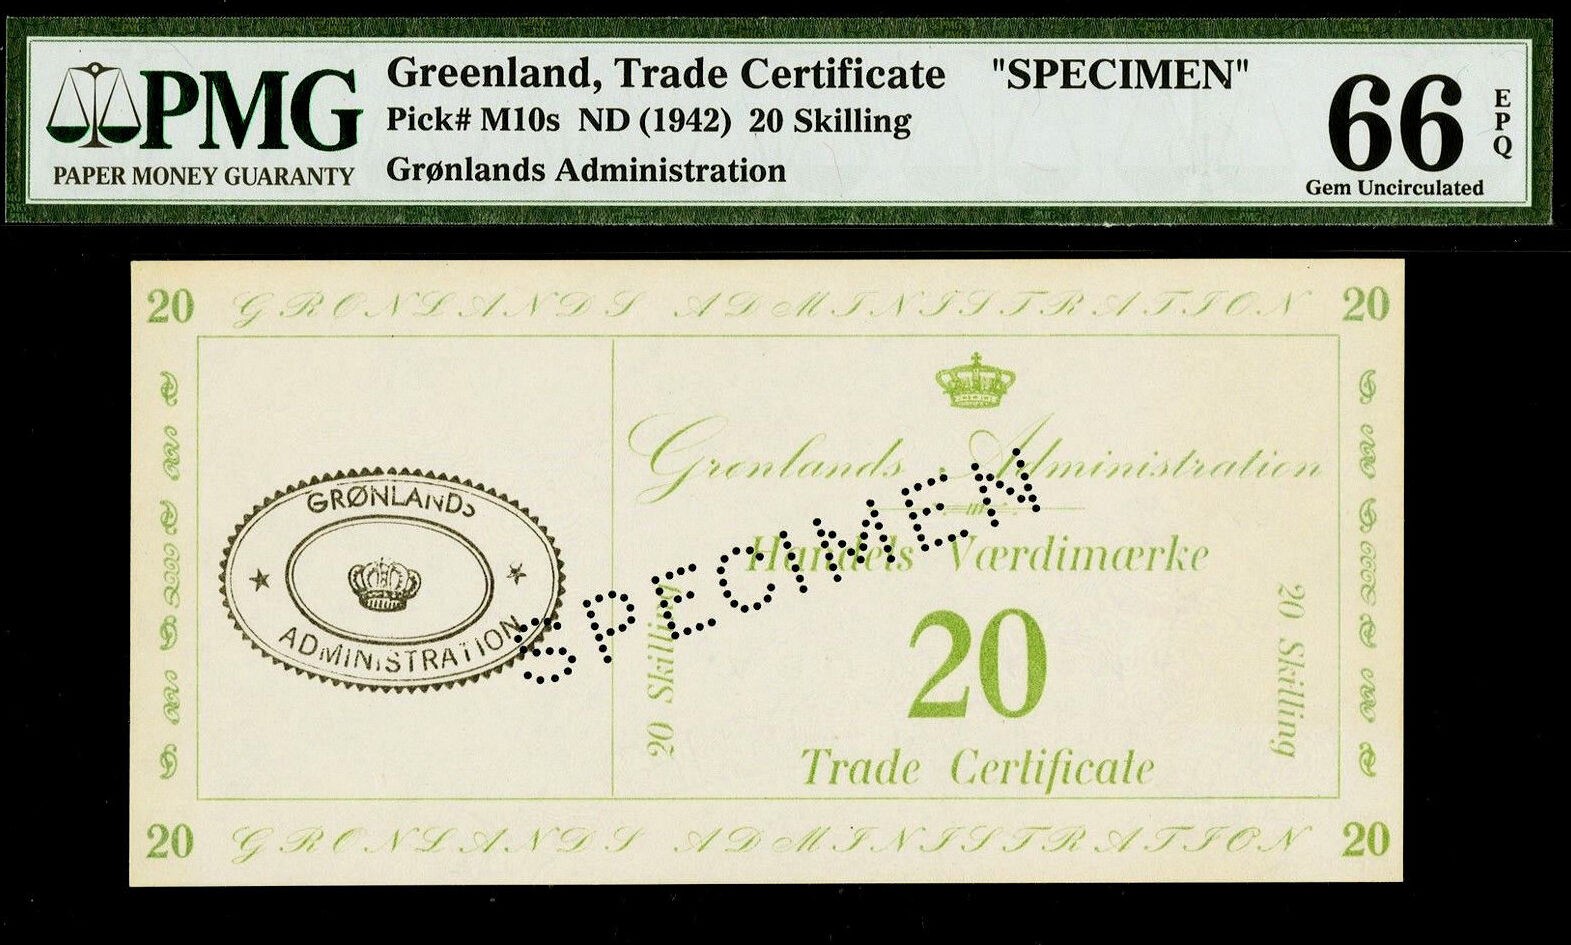 PMG
PAPER MONEY GUARANTY
Greenland, Trade Certificate "SPECIMEN"
Pick# M10s ND (1942) 20 Skilling
Grønlands Administration
66
EPQ
Gem Uncirculated
20 GRØNLANDS ADMINISTRATION 20
Grønlands Administration
Handels Værdimærke
20
Trade Certificate
20 Skilling
20 Skilling
GRØNLANDS
ADMINISTRATION
SPECIMEN
20 GRØNLANDS ADMINISTRATION 20